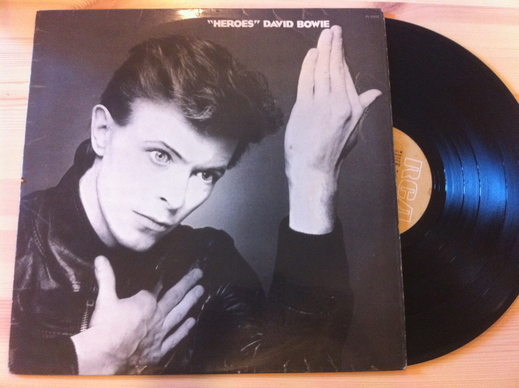 "HEROES" DAVID BOWIE
RCA